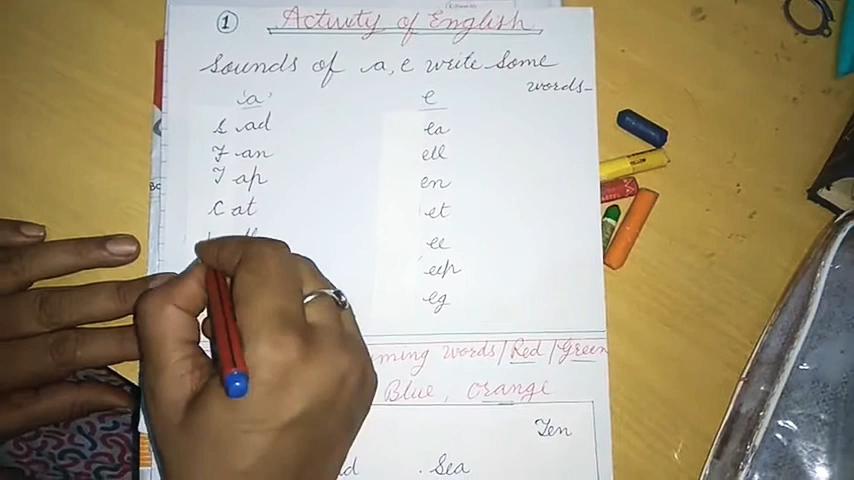 1 Activity of English
Sounds of a, e write Some
words-
'a' e
s ad ea
F an ell
T ap en
C at et
ee
eep
eg
ming words/Red/Green
Blue, orange
Ten
Sea